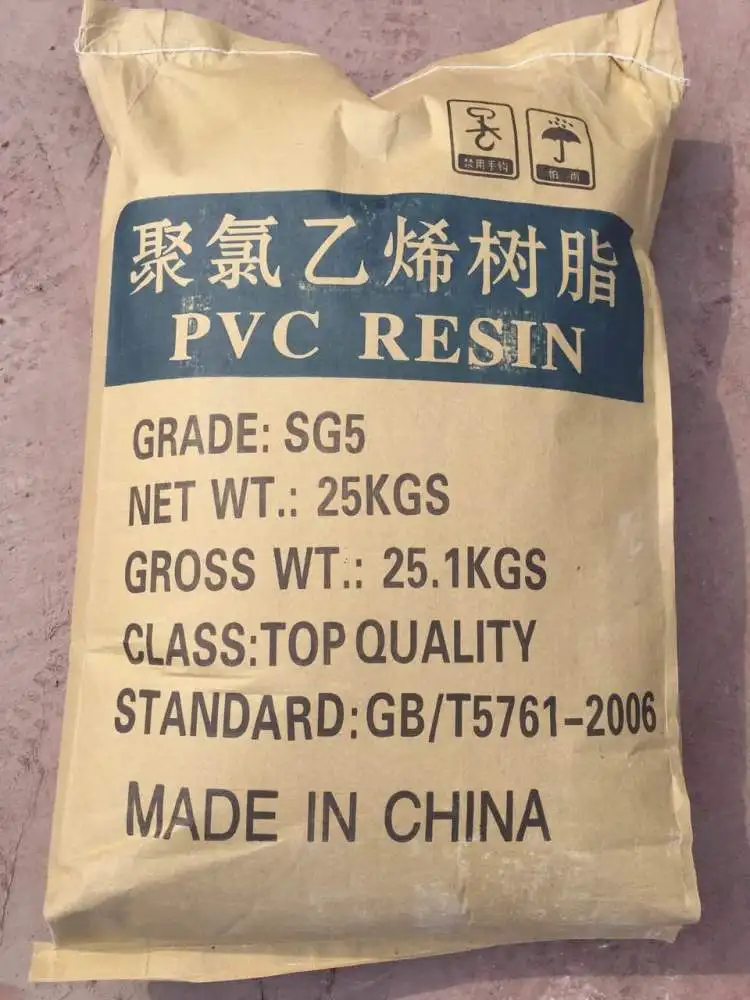 禁用手钩
怕雨
聚氯乙烯树脂
PVC RESIN
GRADE: SG5
NET WT.: 25KGS
GROSS WT.: 25.1KGS
CLASS:TOP QUALITY
STANDARD:GB/T5761-2006
MADE IN CHINA